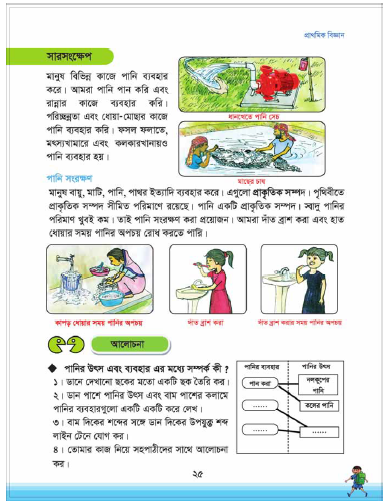 প্রাথমিক বিজ্ঞান
সারসংক্ষেপ
মানুষ বিভিন্ন কাজে পানি ব্যবহার
করে। আমরা পানি পান করি এবং
রান্নার কাজে ব্যবহার করি।
পরিচ্ছন্নতা এবং ধোয়া-মোছার কাজে
পানি ব্যবহার করি। ফসল ফলাতে,
মৎস্যখামারে এবং কলকারখানায়ও
পানি ব্যবহার হয়।
ধানখেতে পানি সেচ
মাছের চাষ
পানি সংরক্ষণ
মানুষ বায়ু, মাটি, পানি, পাথর ইত্যাদি ব্যবহার করে। এগুলো প্রাকৃতিক সম্পদ। পৃথিবীতে
প্রাকৃতিক সম্পদ সীমিত পরিমাণে রয়েছে। পানি একটি প্রাকৃতিক সম্পদ। স্বাদু পানির
পরিমাণ খুবই কম। তাই পানি সংরক্ষণ করা প্রয়োজন। আমরা দাঁত ব্রাশ করা এবং হাত
ধোয়ার সময় পানির অপচয় রোধ করতে পারি।
কাপড় ধোয়ার সময় পানির অপচয়
দাঁত ব্রাশ করা
দাঁত ব্রাশ করার সময় পানির অপচয়
আলোচনা
◆ পানির উৎস এবং ব্যবহার এর মধ্যে সম্পর্ক কী ?
১। ডানে দেখানো ছকের মতো একটি ছক তৈরি কর।
২। ডান পাশে পানির উৎস এবং বাম পাশের কলামে
পানির ব্যবহারগুলো একটি একটি করে লেখ।
৩। বাম দিকের শব্দের সঙ্গে ডান দিকের উপযুক্ত শব্দ
লাইন টেনে যোগ কর।
৪। তোমার কাজ নিয়ে সহপাঠীদের সাথে আলোচনা
কর।
পানির ব্যবহার
পানির উৎস
পান করা
নলকূপের
পানি
......
কলের পানি
......
......
২৫